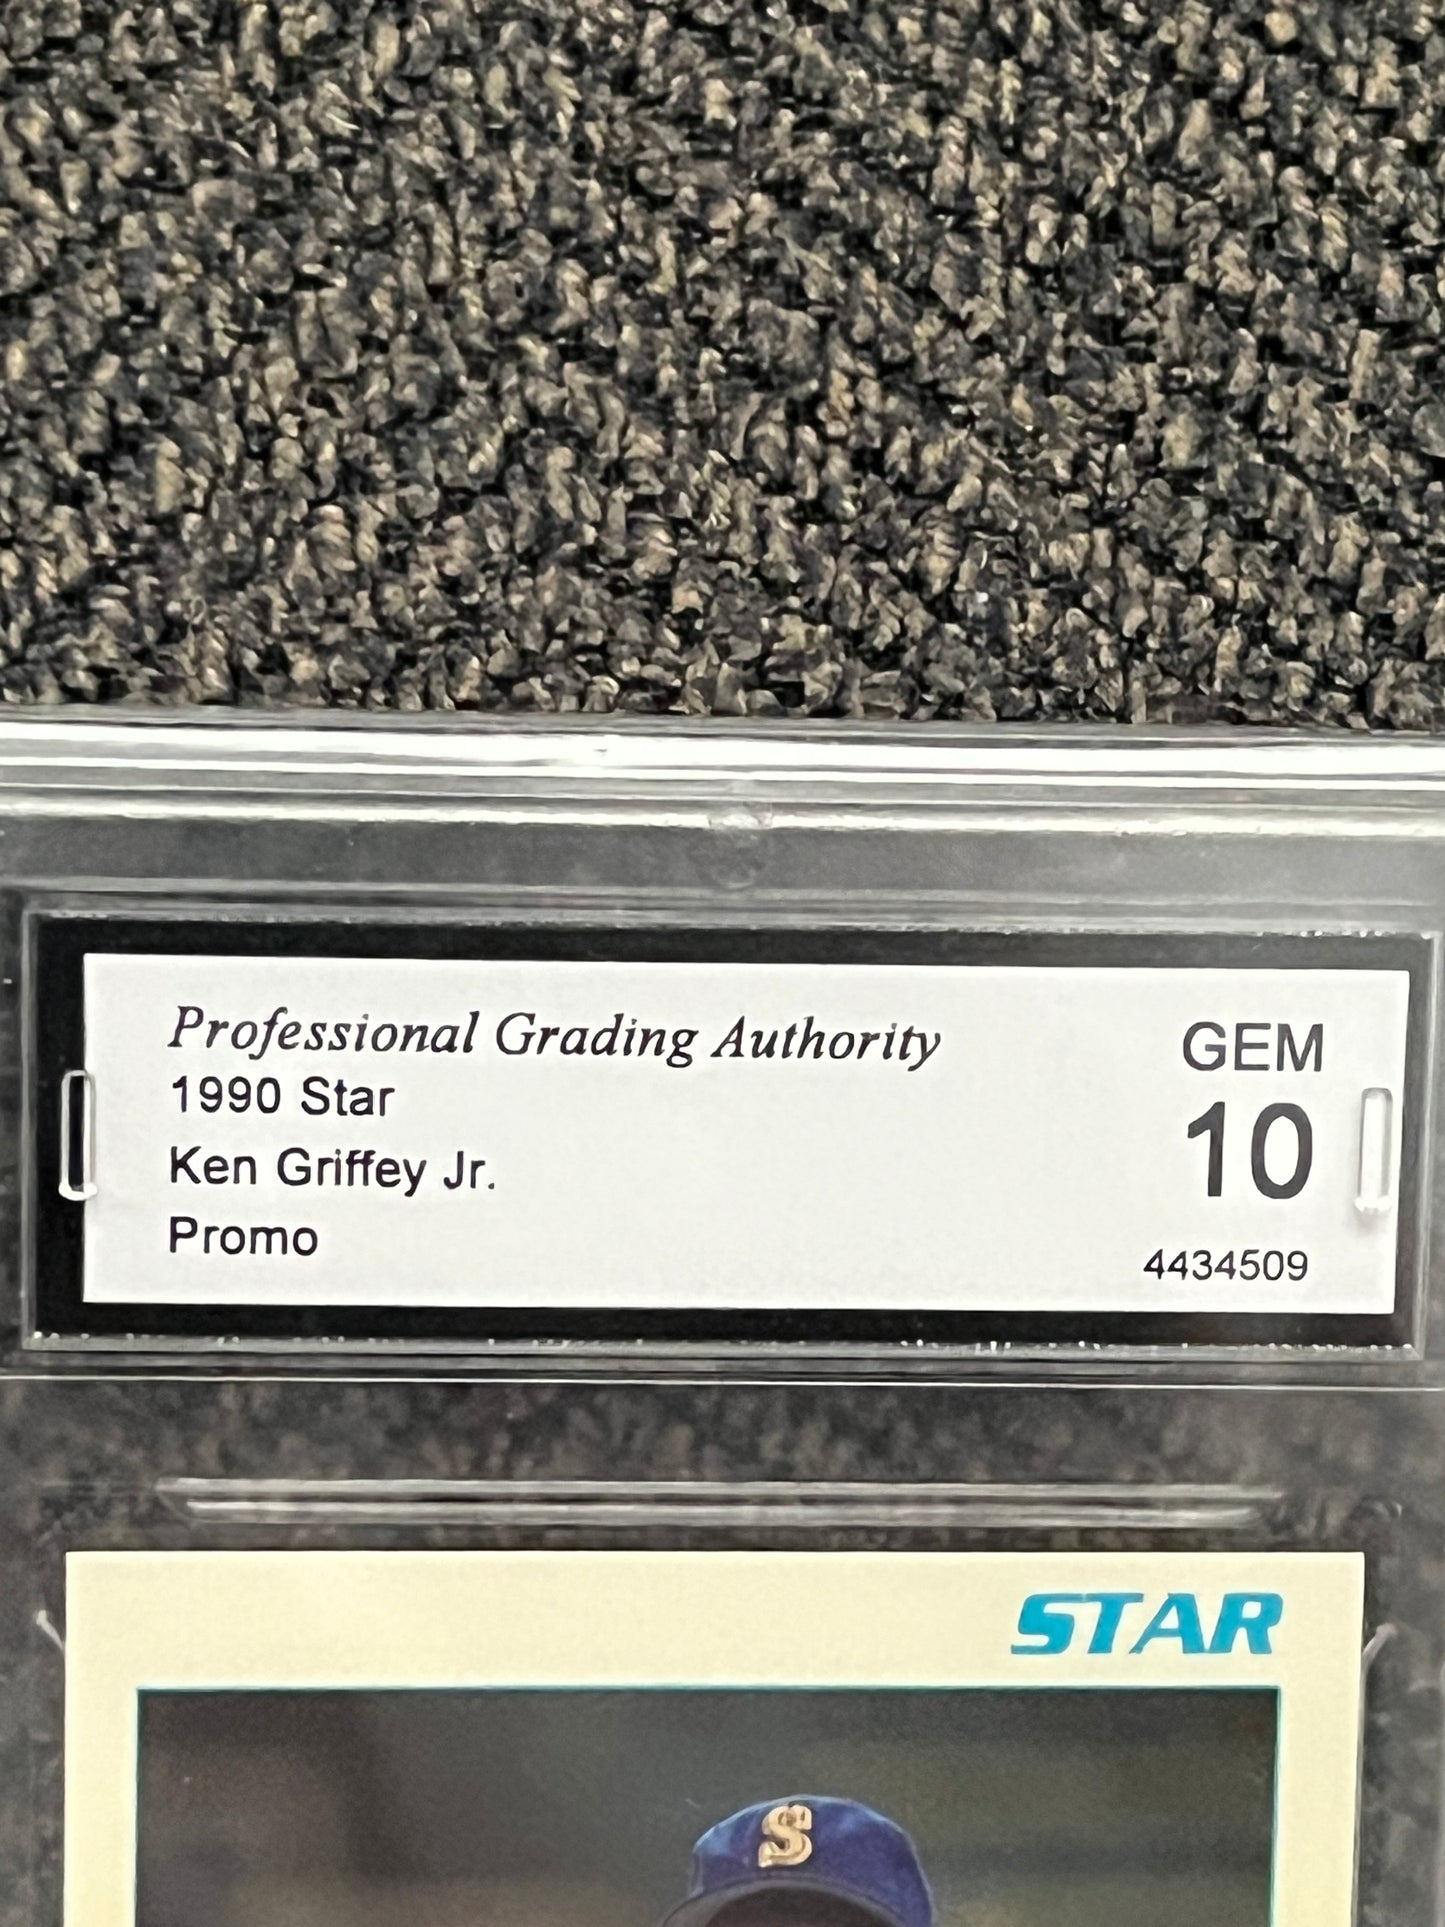 Professional Grading Authority
GEM
1990 Star
10
Ken Griffey Jr.
Promo
4434509
STAR
S